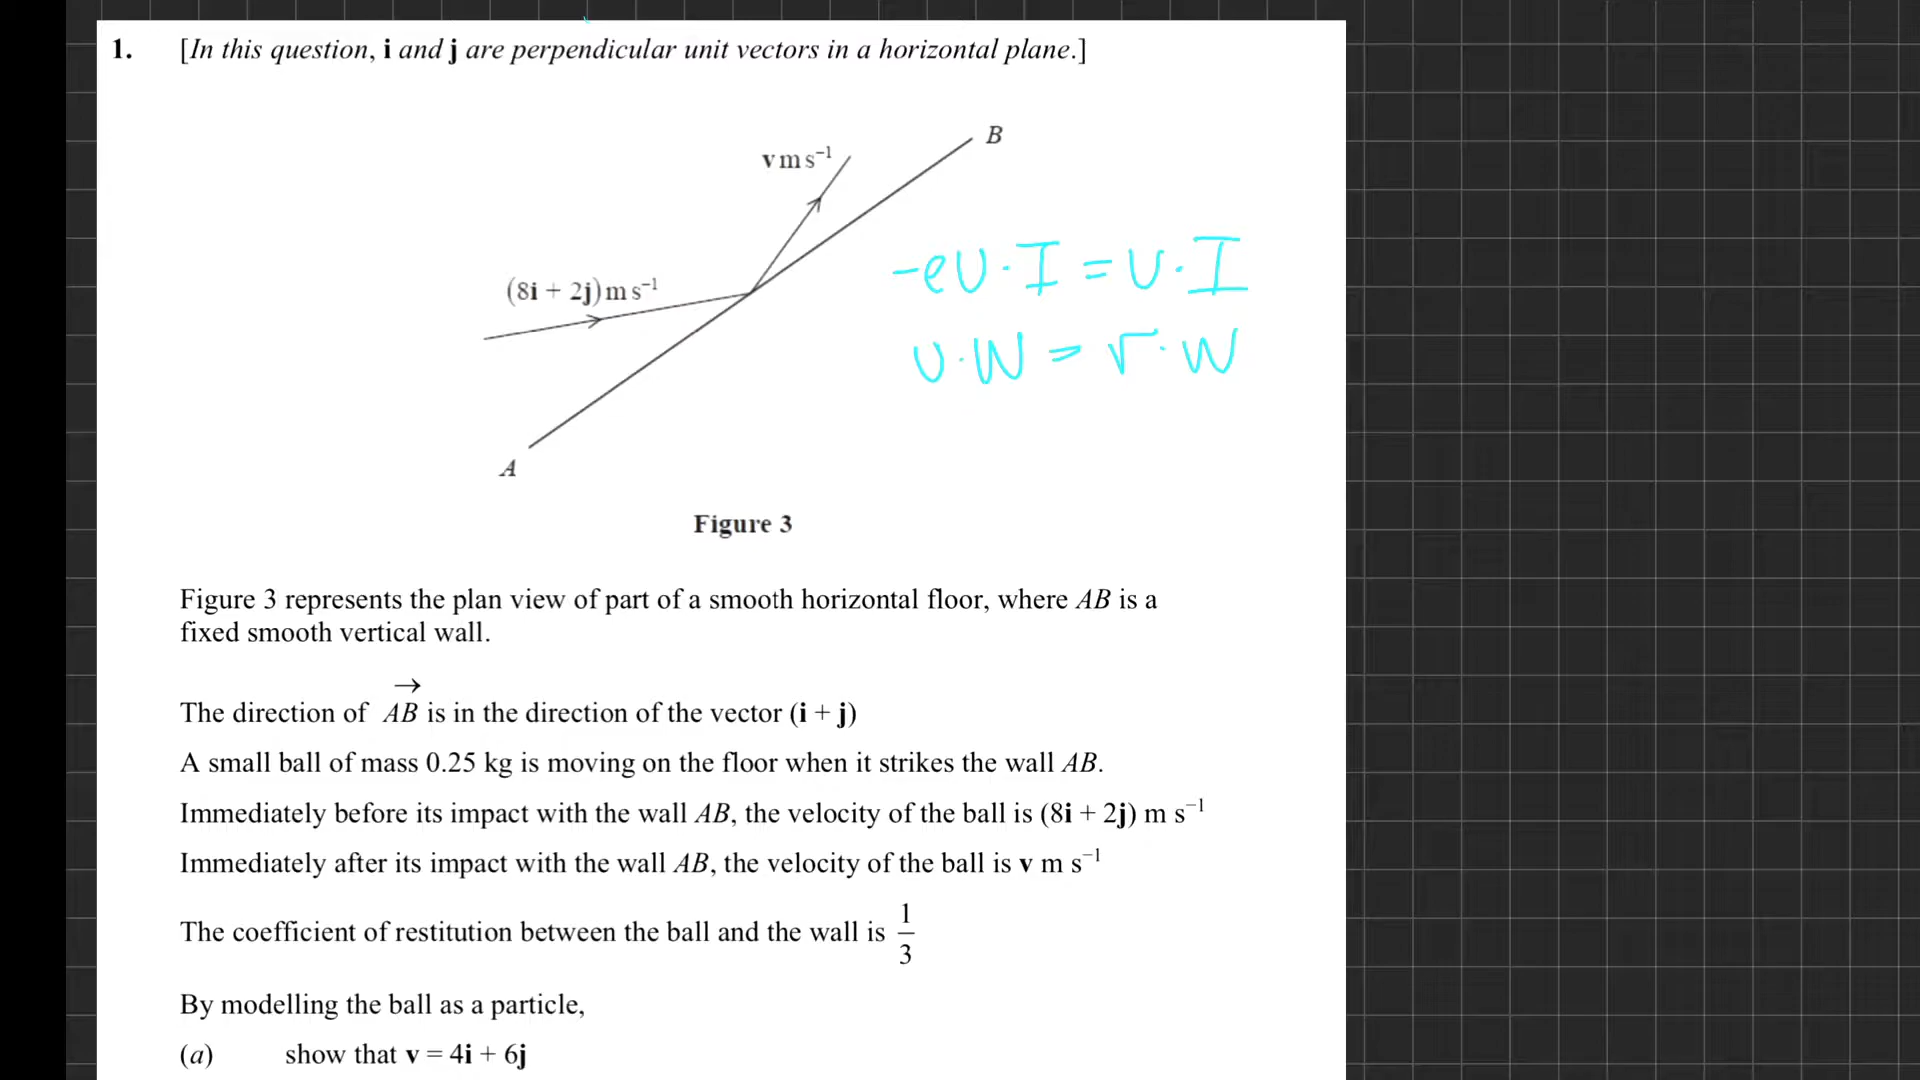 1. [In this question, i and j are perpendicular unit vectors in a horizontal plane.]
B
v m s⁻¹
(8i + 2j) m s⁻¹
-eU·I = U·I
U·W = V·W
A
Figure 3
Figure 3 represents the plan view of part of a smooth horizontal floor, where AB is a
fixed smooth vertical wall.
The direction of →AB is in the direction of the vector (i + j)
A small ball of mass 0.25 kg is moving on the floor when it strikes the wall AB.
Immediately before its impact with the wall AB, the velocity of the ball is (8i + 2j) m s⁻¹
Immediately after its impact with the wall AB, the velocity of the ball is v m s⁻¹
The coefficient of restitution between the ball and the wall is 1/3
By modelling the ball as a particle,
(a) show that v = 4i + 6j